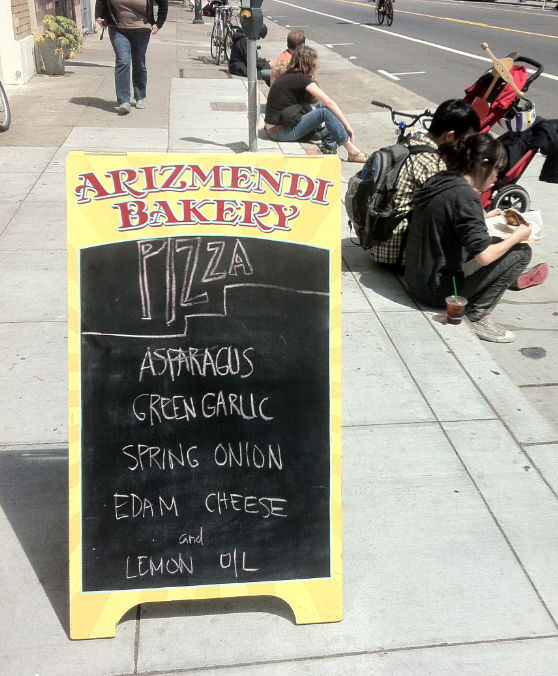 ARIZMENDI
BAKERY
PIZZA
ASPARAGUS
GREEN GARLIC
SPRING ONION
EDAM CHEESE
and
LEMON OIL